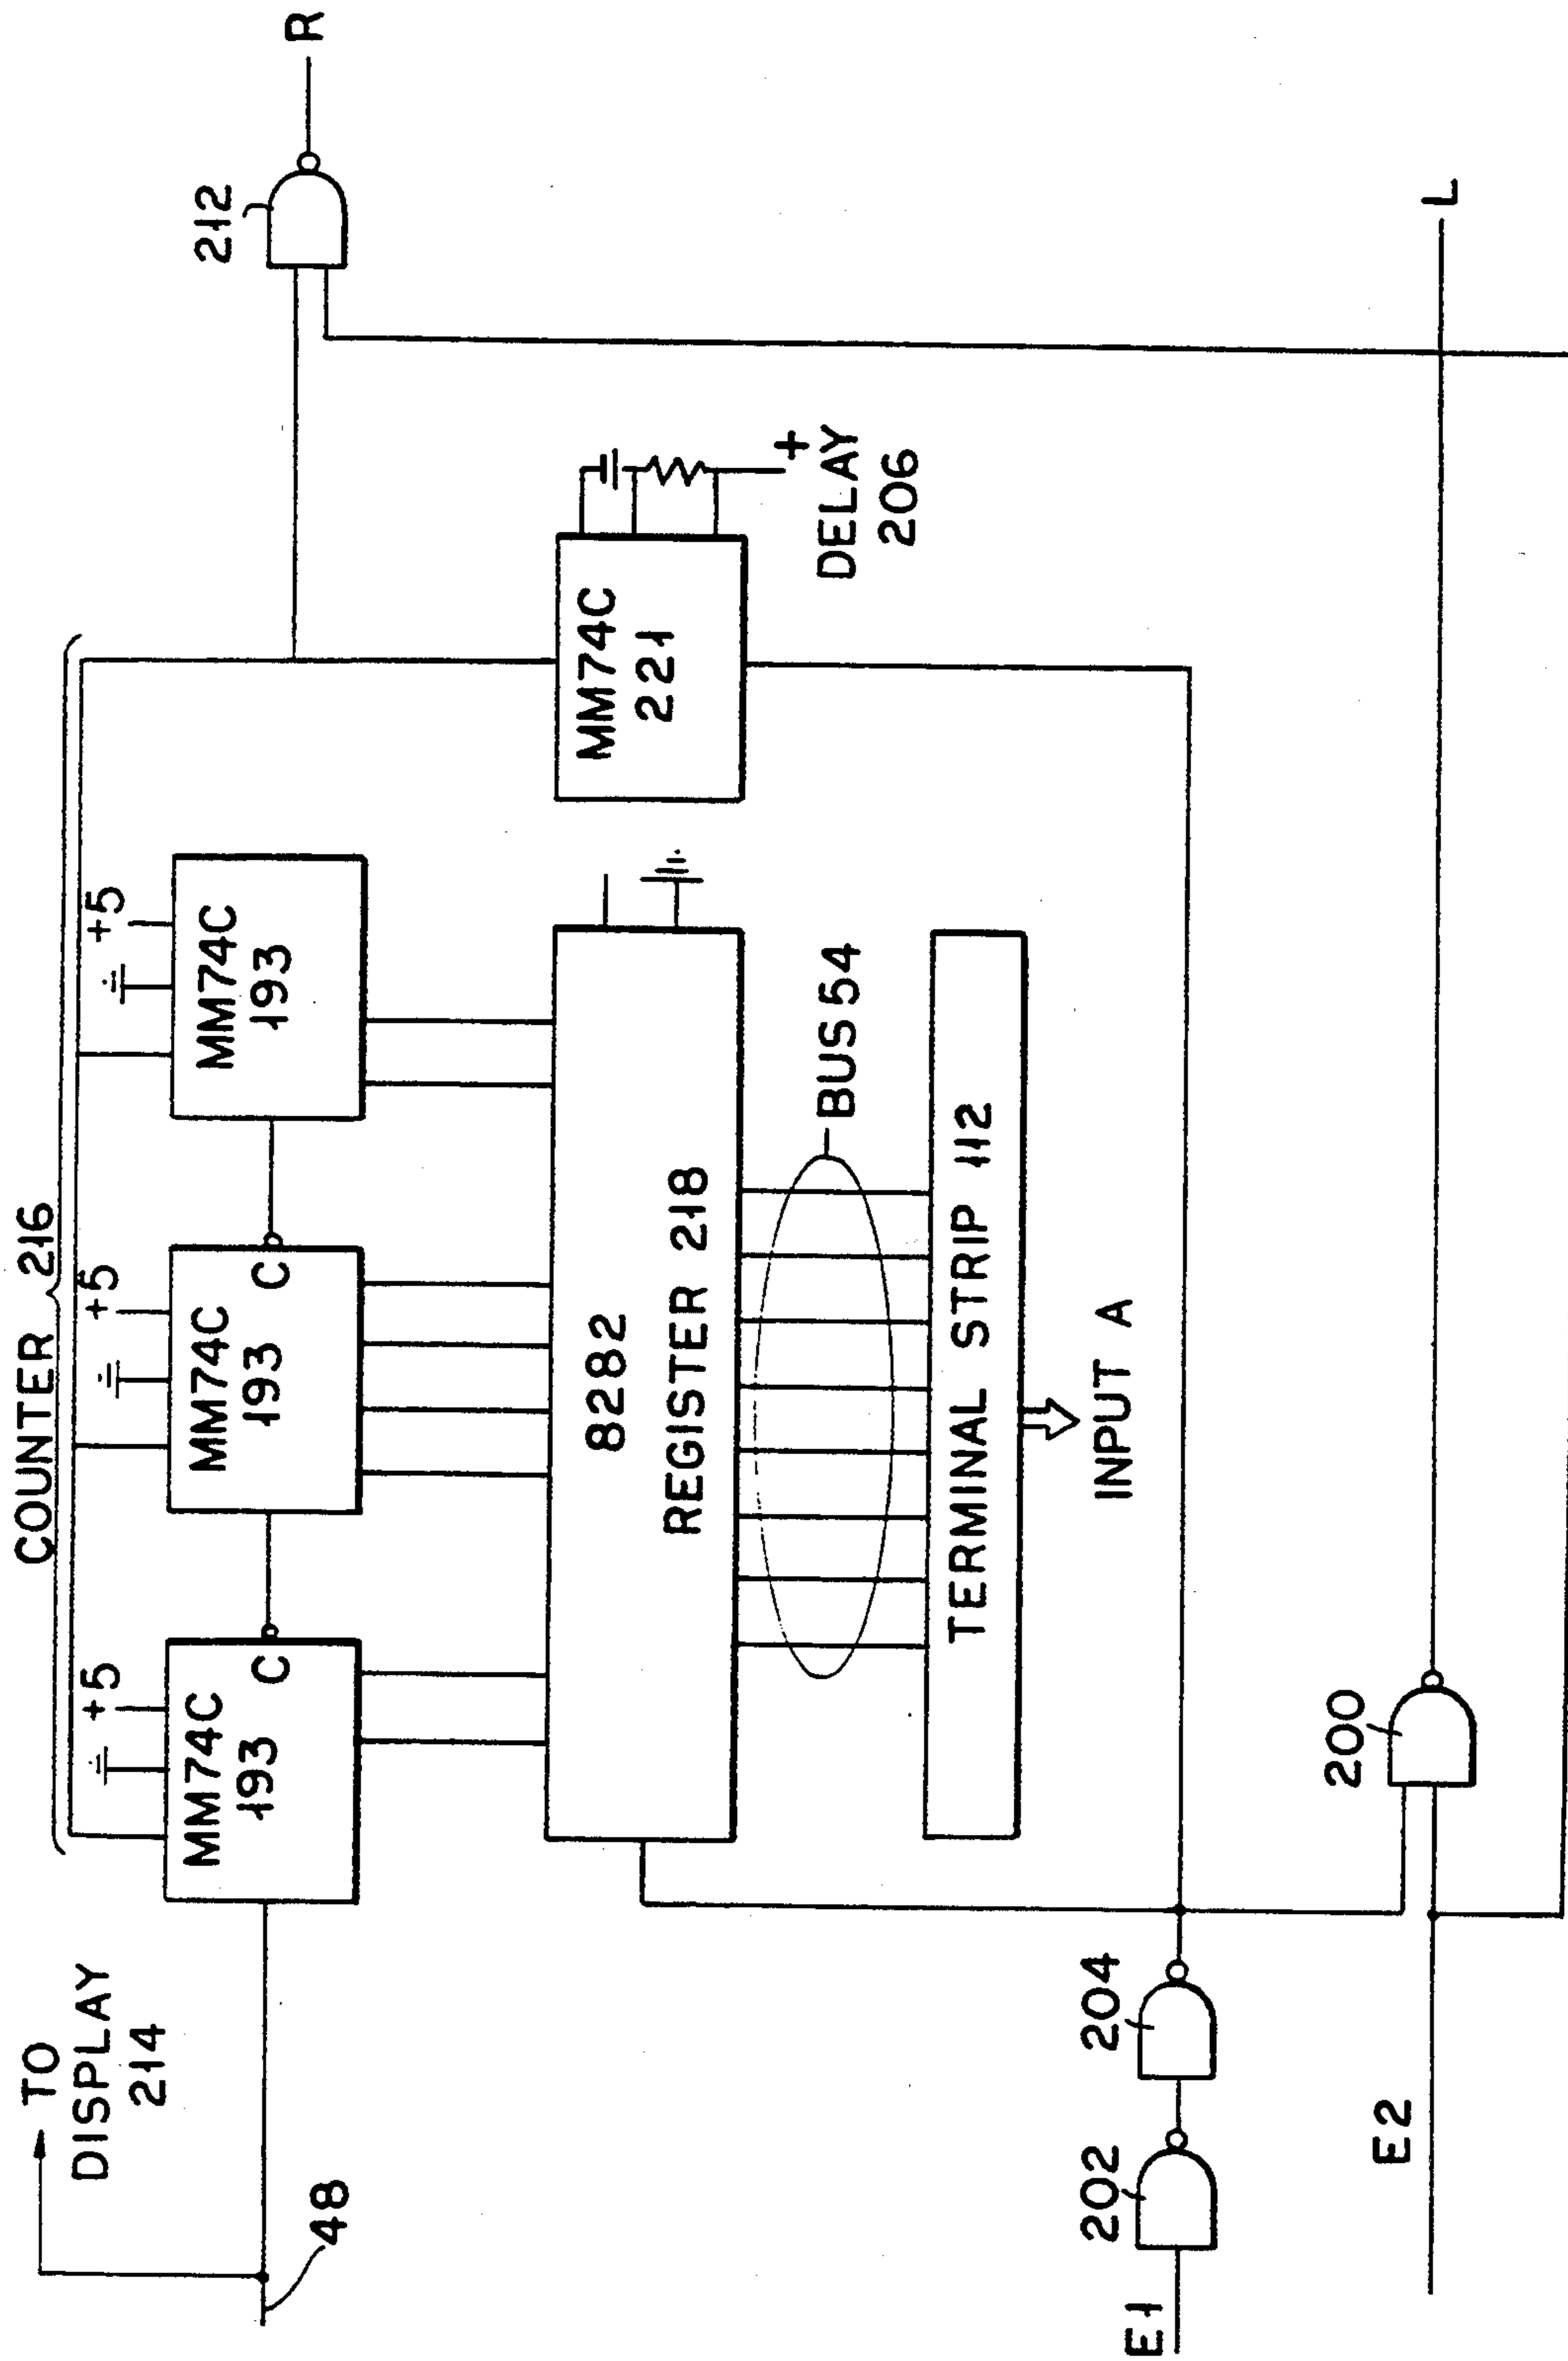 COUNTER 216
TO
DISPLAY
214
48
+5
+5
+5
MM74C
193
C
MM74C
193
C
MM74C
193
212
R
8282
REGISTER 218
MM74C
221
+
DELAY
206
BUS 54
TERMINAL STRIP 112
INPUT A
E1
202
204
E2
200
L